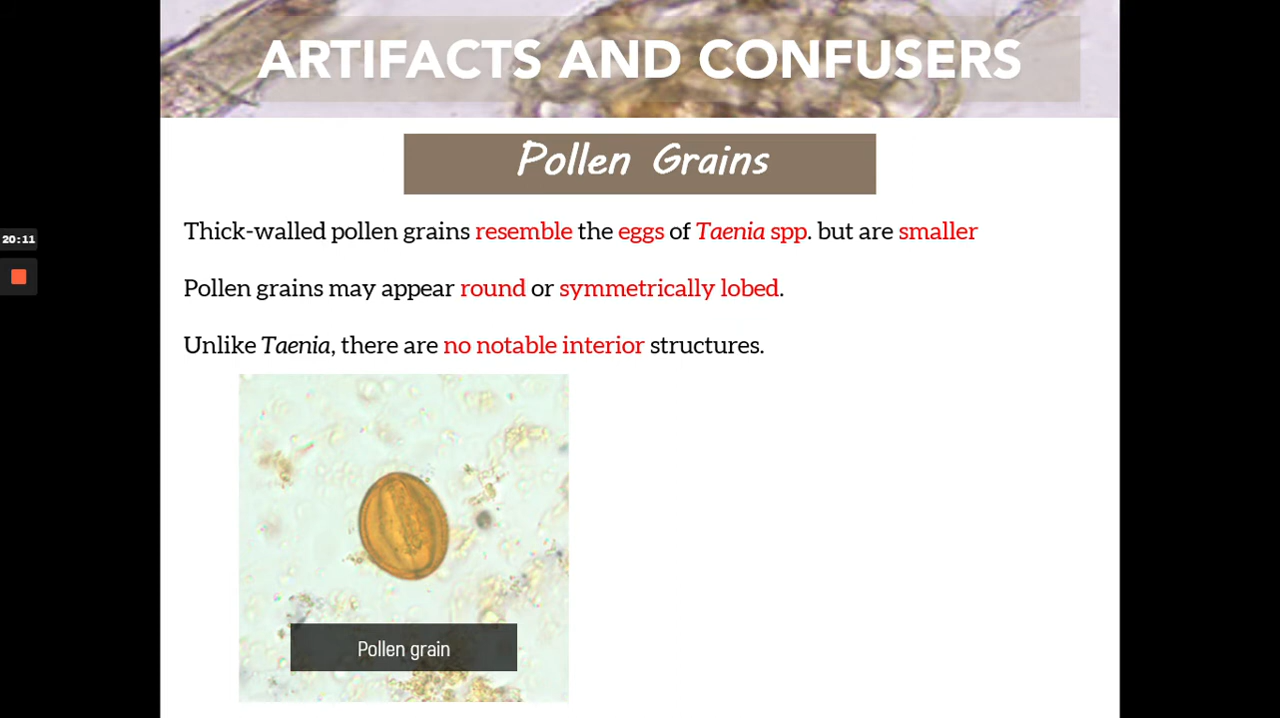 ARTIFACTS AND CONFUSERS
Pollen Grains
Thick-walled pollen grains resemble the eggs of Taenia spp. but are smaller
20:11
Pollen grains may appear round or symmetrically lobed.
Unlike Taenia, there are no notable interior structures.
Pollen grain